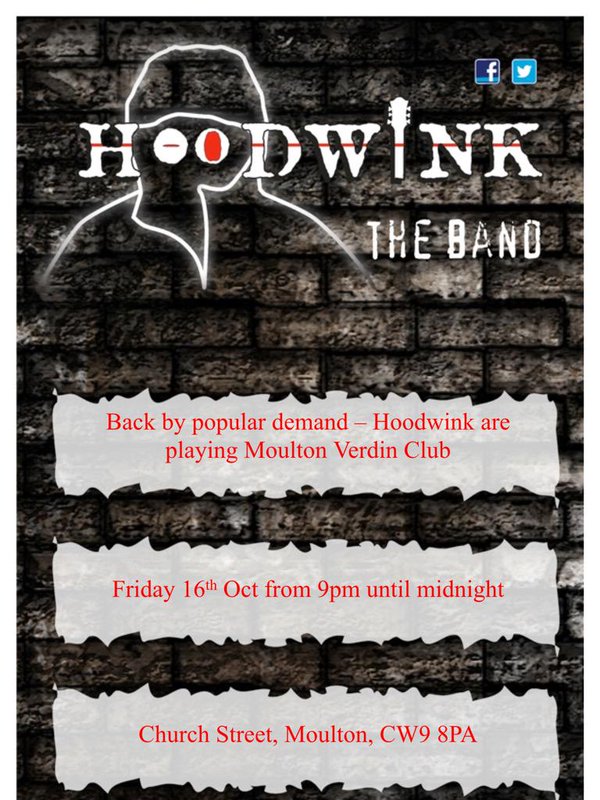 HOODWINK
THE BAND
Back by popular demand – Hoodwink are
playing Moulton Verdin Club
Friday 16th Oct from 9pm until midnight
Church Street, Moulton, CW9 8PA